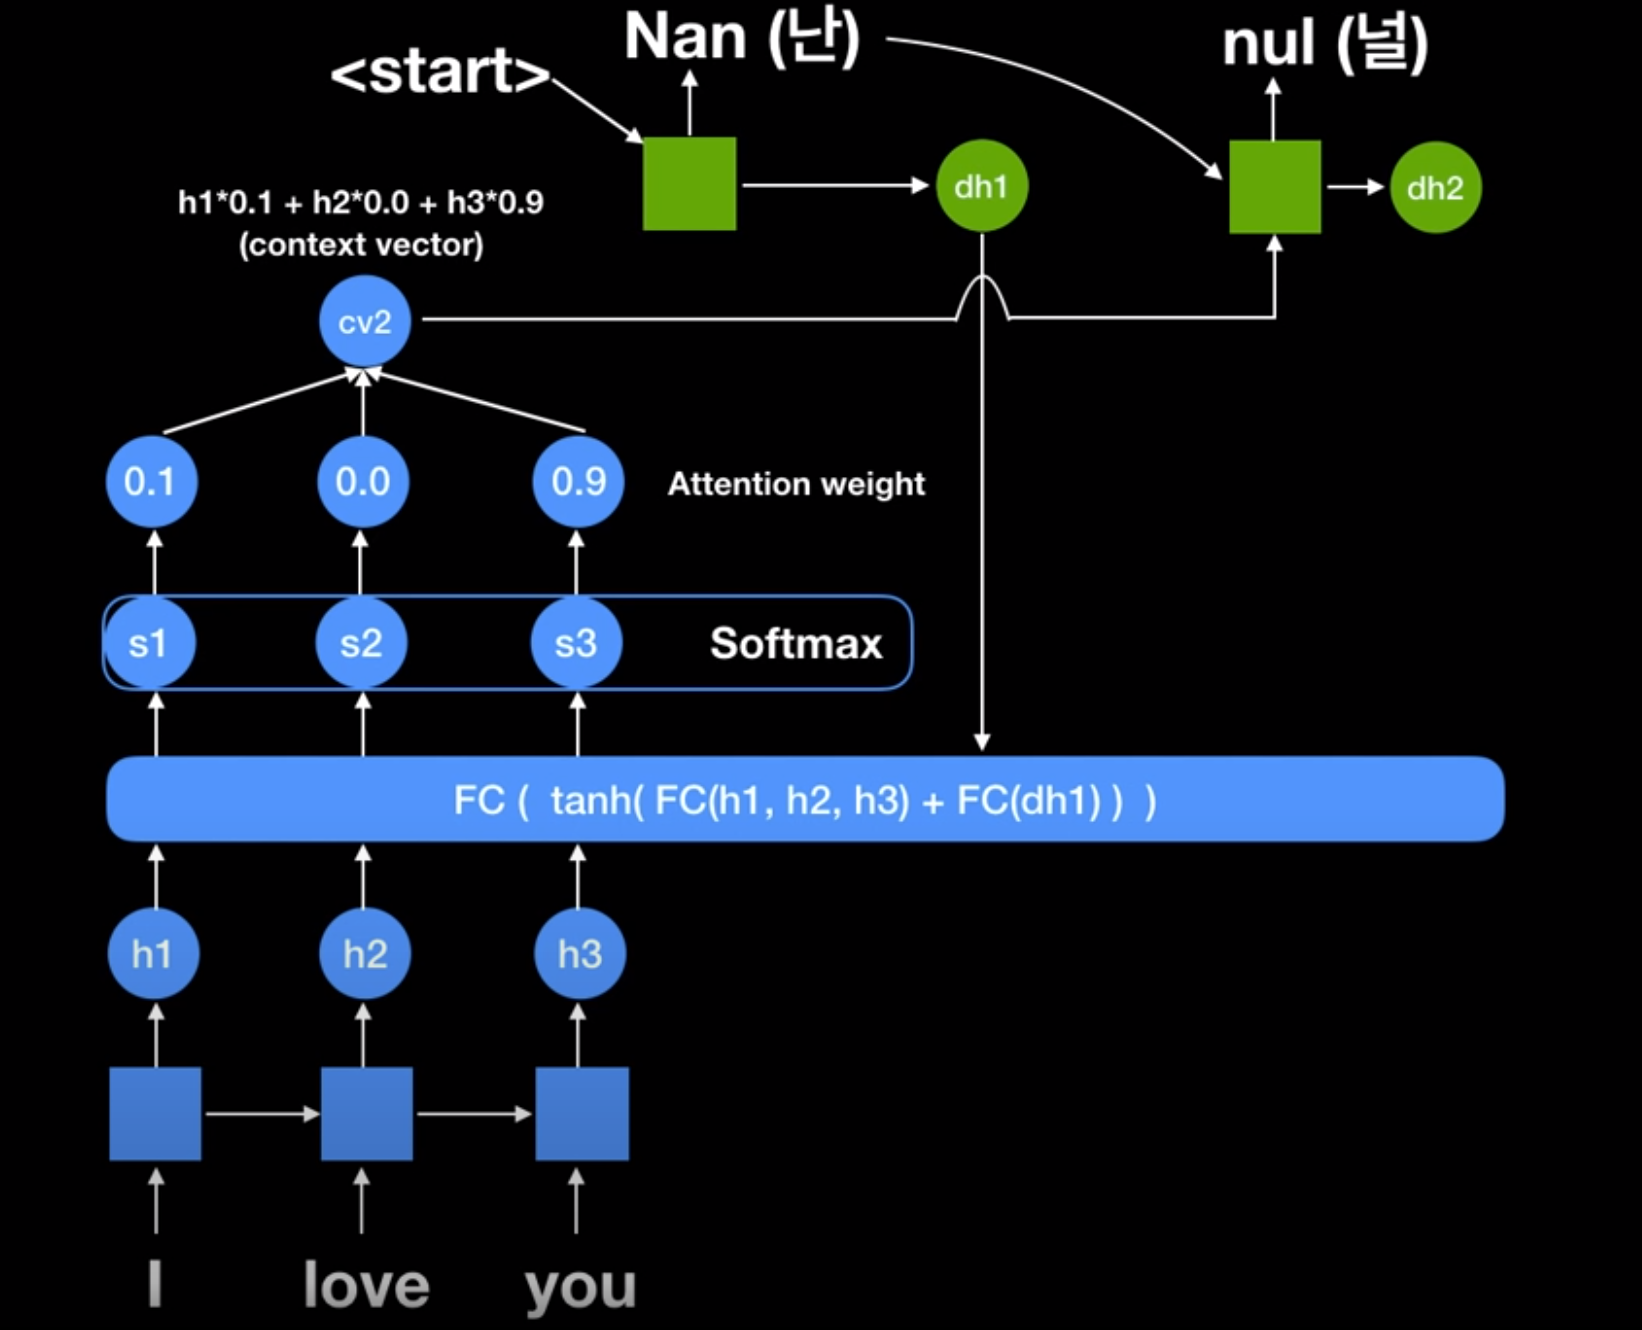 <start>
Nan (난)
nul (널)
dh1
dh2
h1*0.1 + h2*0.0 + h3*0.9
(context vector)
cv2
0.1
0.0
0.9
Attention weight
s1
s2
s3
Softmax
FC ( tanh( FC(h1, h2, h3) + FC(dh1) ) )
h1
h2
h3
I
love
you